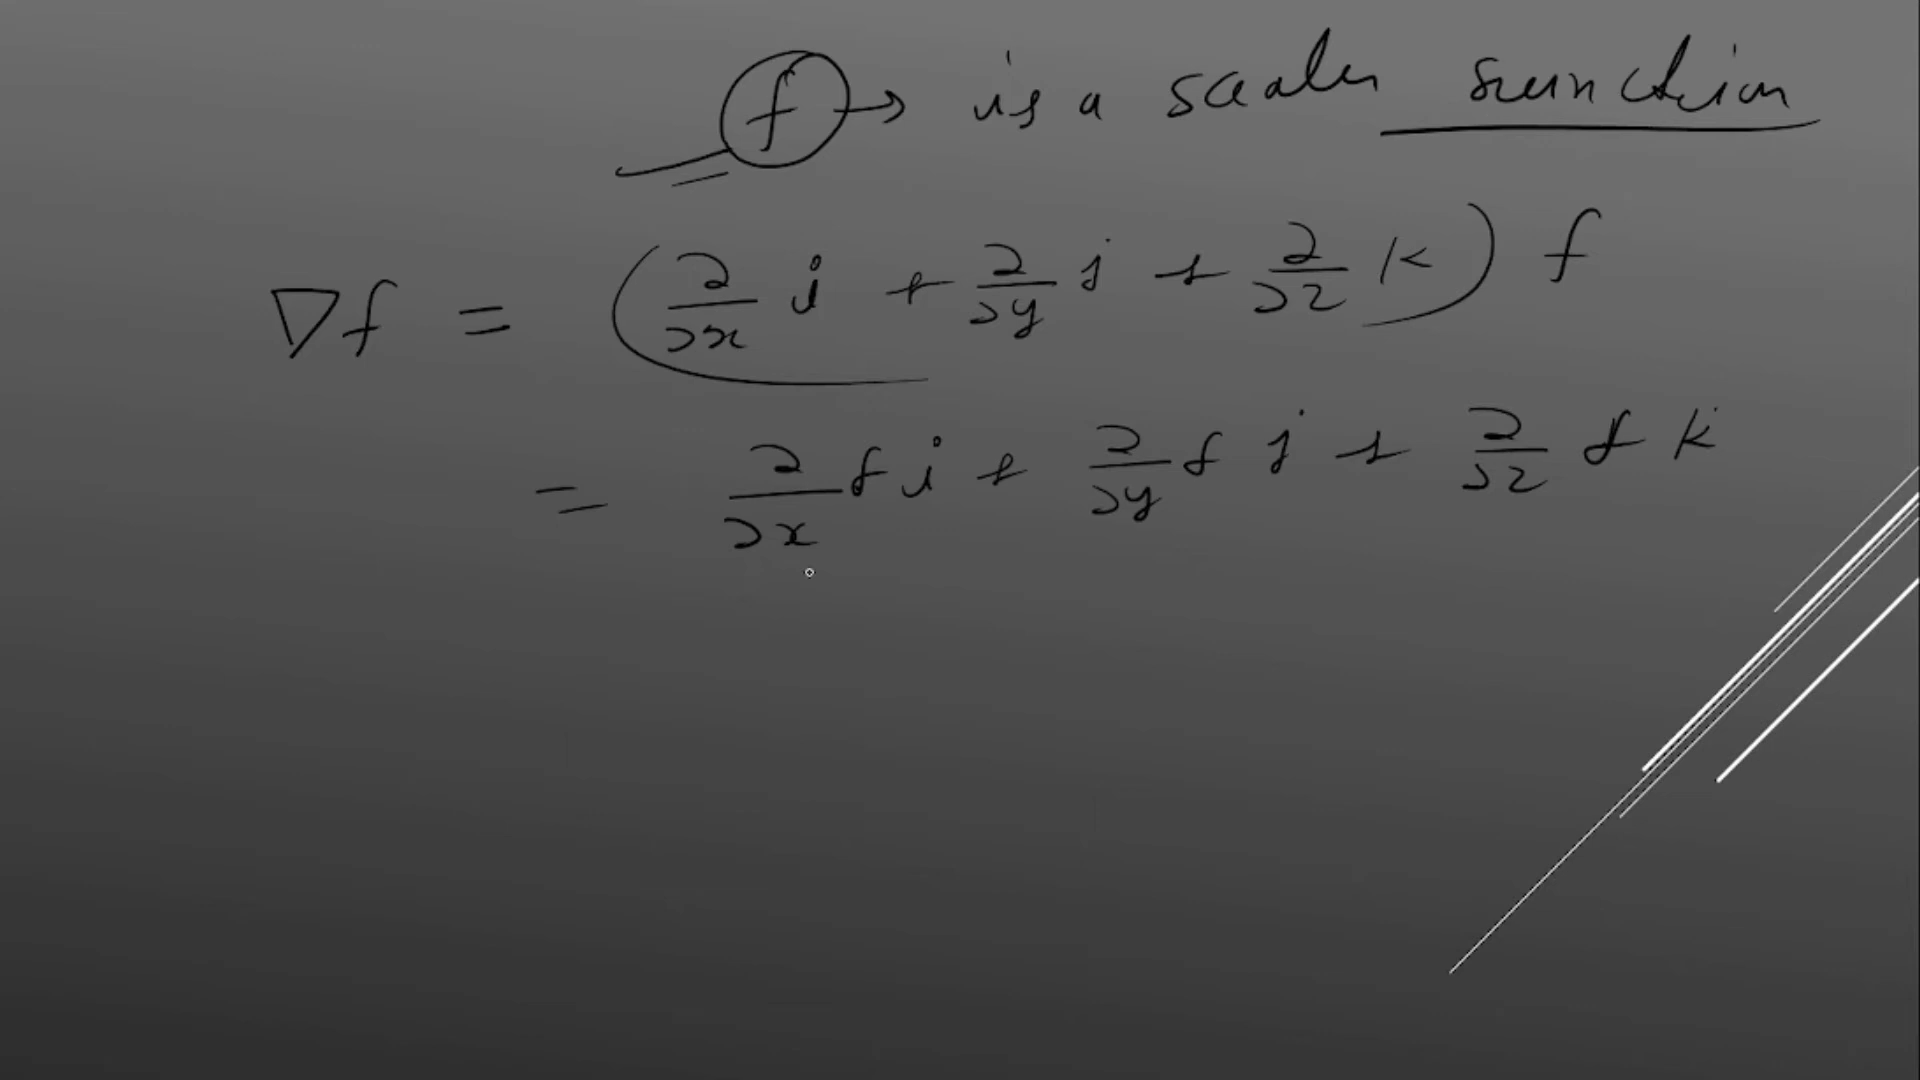 f → is a scalar function
∇f = (∂/∂x i + ∂/∂y j + ∂/∂z k) f
= ∂/∂x f i + ∂/∂y f j + ∂/∂z f k